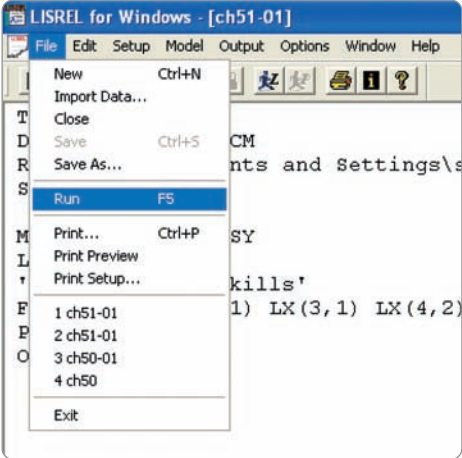 LISREL for Windows - [ch51-01]
File Edit Setup Model Output Options Window Help
New Ctrl+N
Import Data...
T
Close
D
Save Ctrl+S
CM
R
Save As...
nts and Settings\s
S
Run F5
M
Print... Ctrl+P
SY
L
Print Preview
'
Print Setup...
kills'
F
1 ch51-01
1) LX(3,1) LX(4,2)
P
2 ch51-01
O
3 ch50-01
4 ch50
Exit